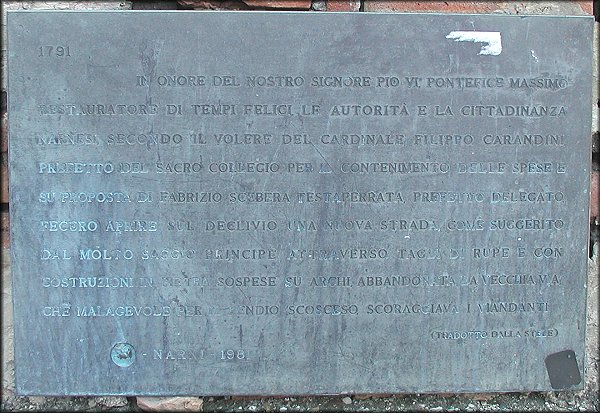 1791
IN ONORE DEL NOSTRO SIGNORE PIO VI° PONTEFICE MASSIMO
RESTAURATORE DI TEMPI FELICI, LE AUTORITÀ E LA CITTADINANZA
NARNESI SECONDO IL VOLERE DEL CARDINALE FILIPPO CARANDINI
PREFETTO DEL SACRO COLLEGIO PER IL CONTENIMENTO DELLE SPESE E
SU PROPOSTA DI FABRIZIO SCEBERA TESTAFERRATA PREFETTO DELEGATO
FECERO APRIRE SUL DECLIVIO UNA NUOVA STRADA COME SUGGERITO
DAL MOLTO SAGGIO PRINCIPE ATTRAVERSO TAGLI DI RUPE E CON
COSTRUZIONI IN PIETRA SOSPESE SU ARCHI, ABBANDONATA LA VECCHIA VIA
CHE MALAGEVOLE PER PENDIO SCOSCESO SCORAGGIAVA I VIANDANTI
(TRADOTTO DALLA STELE)
- NARNI - 1981